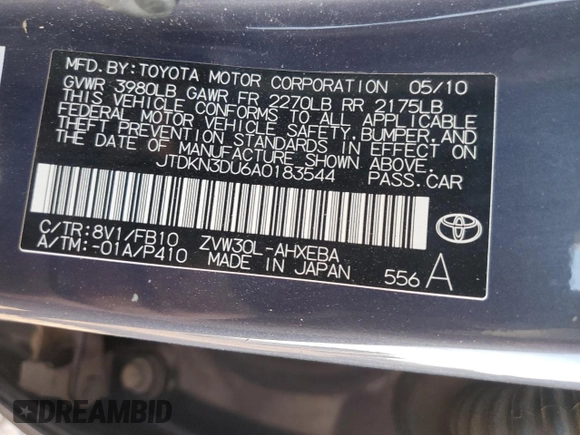 MFD.BY:TOYOTA MOTOR CORPORATION 05/10
GVWR 3980LB GAWR FR 2270LB RR 2175LB
THIS VEHICLE CONFORMS TO ALL APPLICABLE
FEDERAL MOTOR VEHICLE SAFETY, BUMPER,AND
THEFT PREVENTION STANDARDS IN EFFECT ON
THE DATE OF MANUFACTURE SHOWN ABOVE.
JTDKN3DU6A0183544 PASS.CAR
C/TR:8V1/FB10 ZVW30L-AHXEBA
A/TM:-01A/P410 MADE IN JAPAN 556 A
DREAMBID